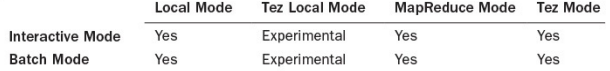 Local Mode Tez Local Mode MapReduce Mode Tez Mode
Interactive Mode Yes Experimental Yes Yes
Batch Mode Yes Experimental Yes Yes